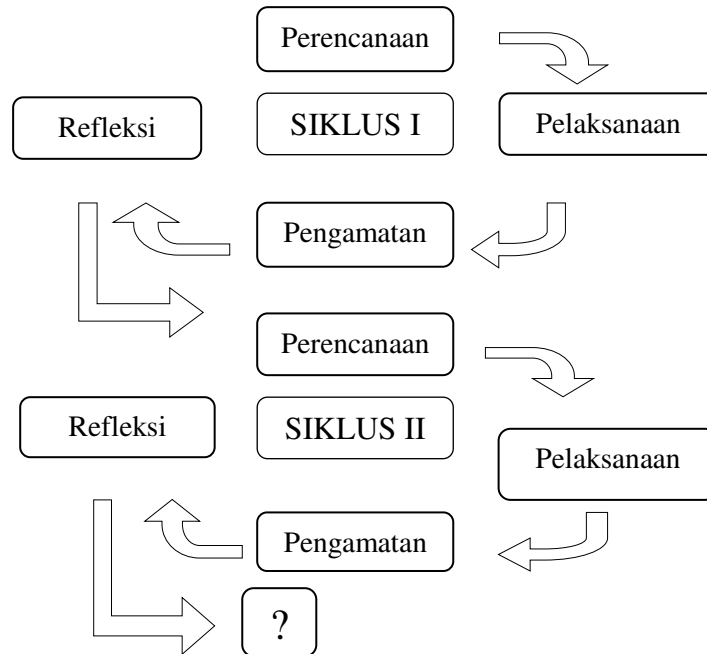 Perencanaan
Refleksi
SIKLUS I
Pelaksanaan
Pengamatan
Perencanaan
Refleksi
SIKLUS II
Pelaksanaan
Pengamatan
?